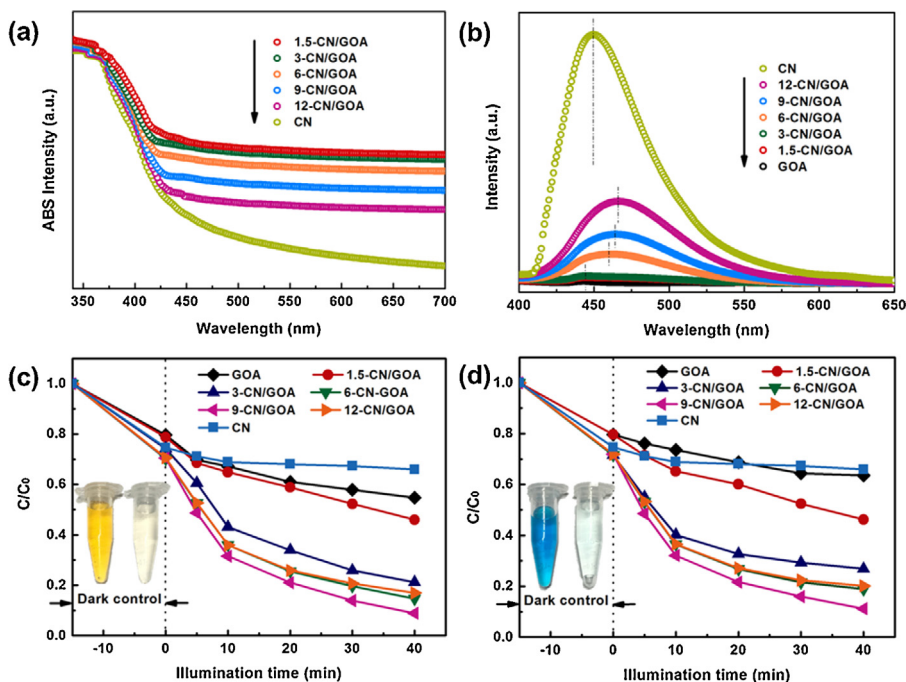 (a)
1.5-CN/GOA
3-CN/GOA
6-CN/GOA
9-CN/GOA
12-CN/GOA
CN
ABS Intensity (a.u.)
350 400 450 500 550 600 650 700
Wavelength (nm)
(b)
CN
12-CN/GOA
9-CN/GOA
6-CN/GOA
3-CN/GOA
1.5-CN/GOA
GOA
Intensity (a.u.)
400 450 500 550 600 650
Wavelength (nm)
(c)
GOA 1.5-CN/GOA
3-CN/GOA 6-CN-GOA
9-CN/GOA 12-CN/GOA
CN
C/C₀
1.0
0.8
0.6
0.4
0.2
0.0
Dark control
-10 0 10 20 30 40
Illumination time (min)
(d)
GOA 1.5-CN/GOA
3-CN/GOA 6-CN/GOA
9-CN/GOA 12-CN/GOA
CN
C/C₀
1.0
0.8
0.6
0.4
0.2
0.0
Dark control
-10 0 10 20 30 40
Illumination time (min)